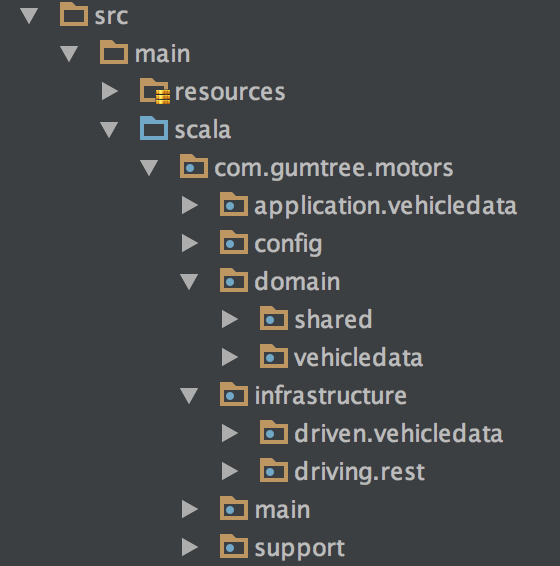 src
main
resources
scala
com.gumtree.motors
application.vehicledata
config
domain
shared
vehicledata
infrastructure
driven.vehicledata
driving.rest
main
support